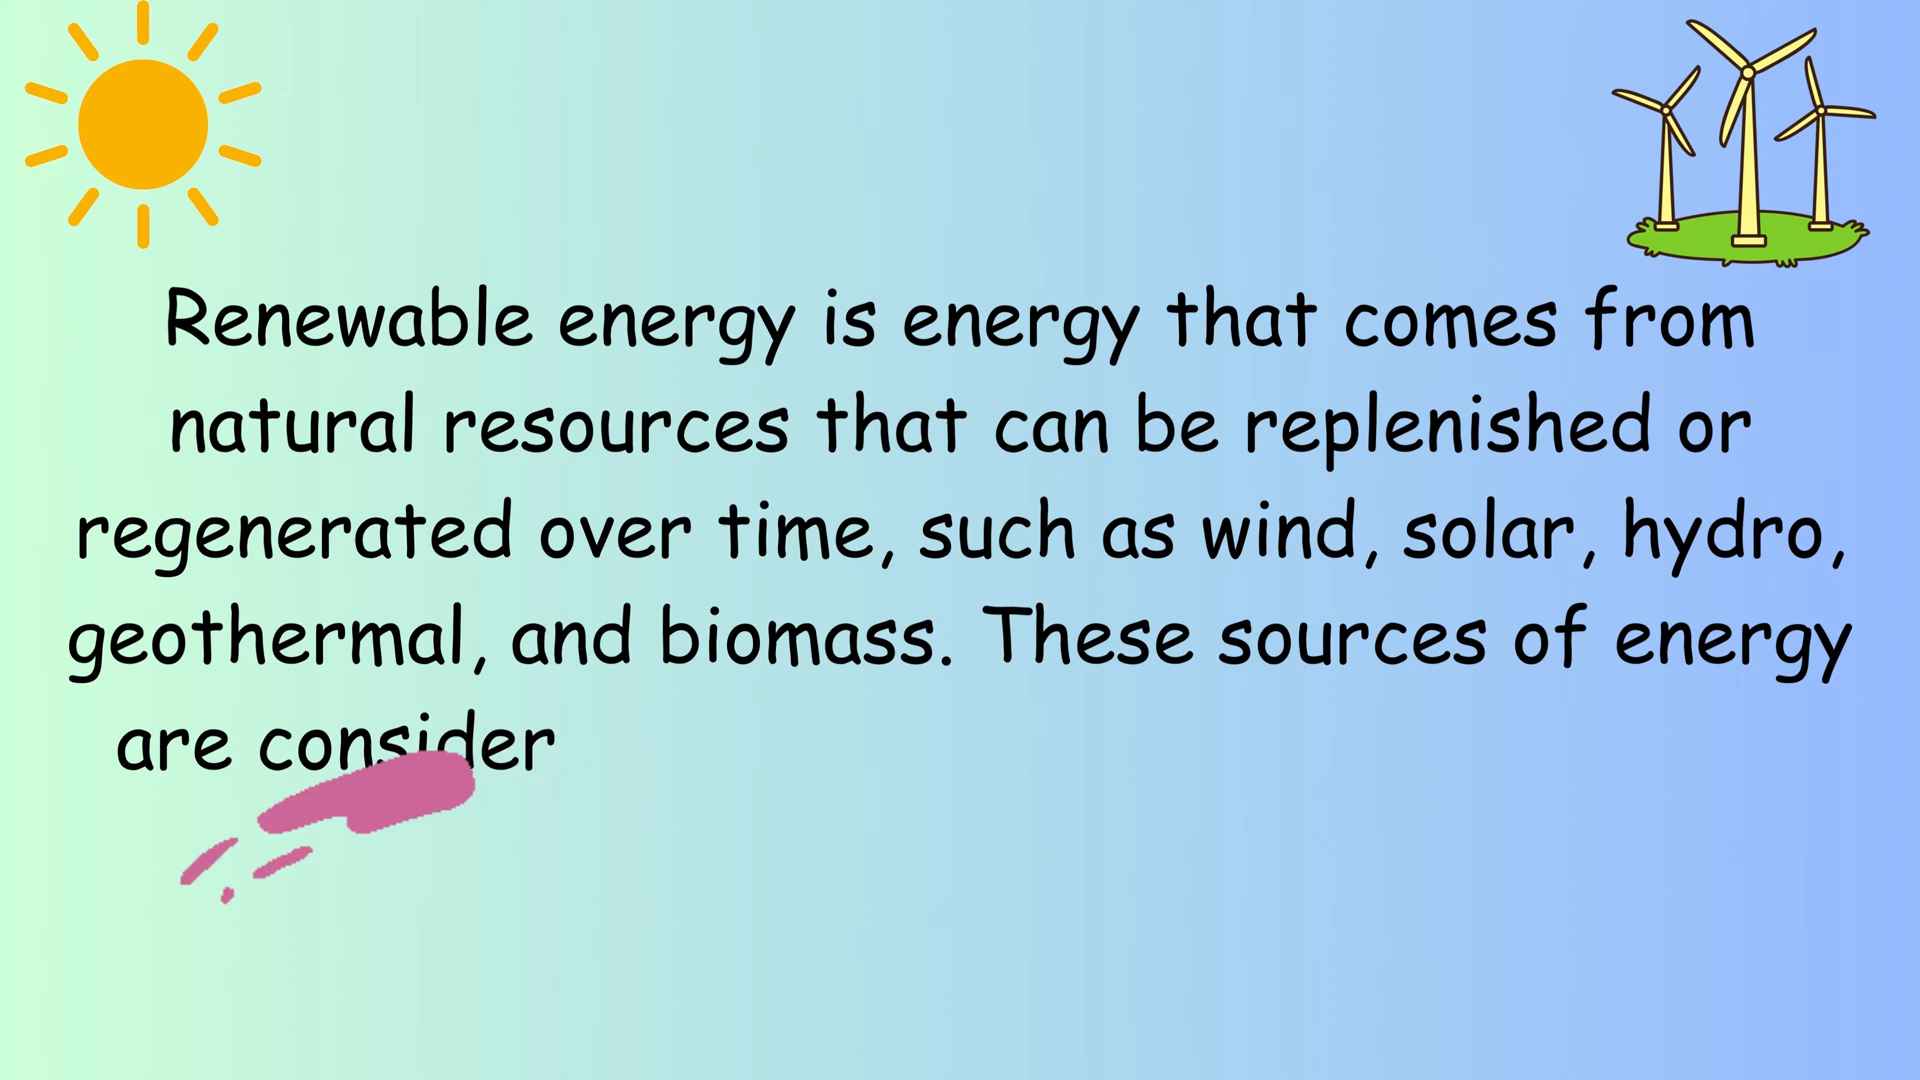 Renewable energy is energy that comes from
natural resources that can be replenished or
regenerated over time, such as wind, solar, hydro,
geothermal, and biomass. These sources of energy
are consider